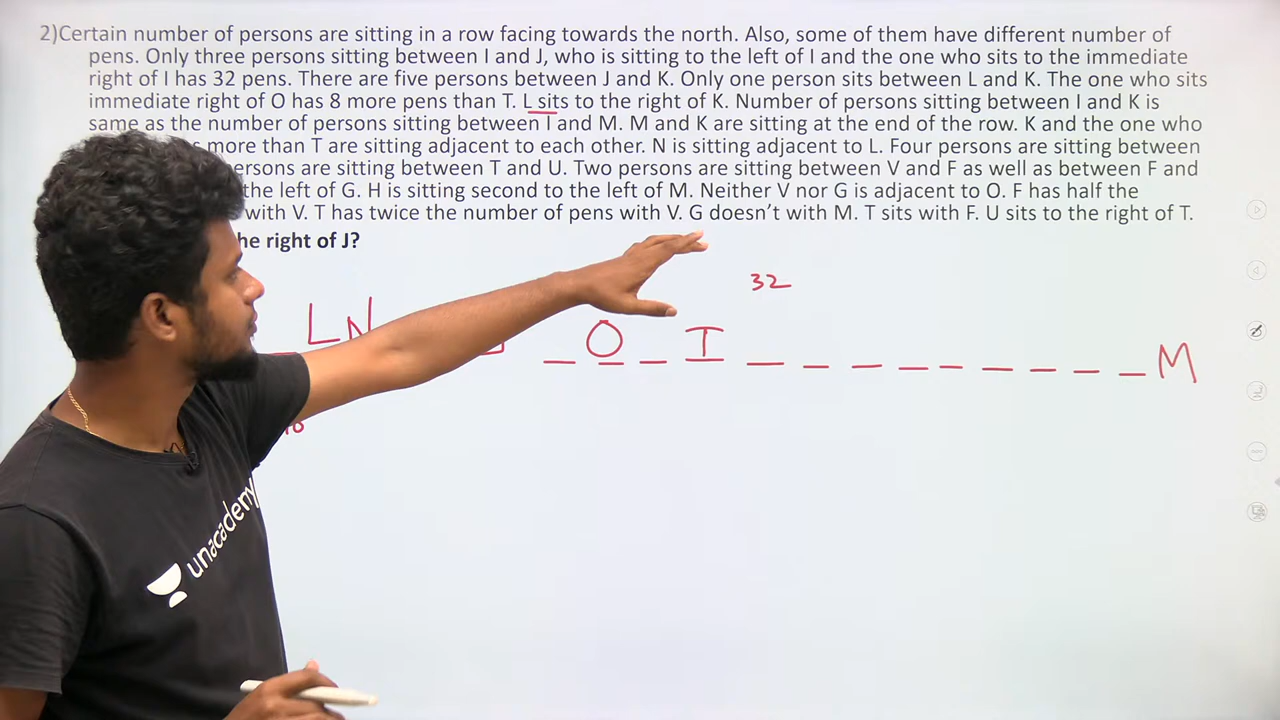 2)Certain number of persons are sitting in a row facing towards the north. Also, some of them have different number of
pens. Only three persons sitting between I and J, who is sitting to the left of I and the one who sits to the immediate
right of I has 32 pens. There are five persons between J and K. Only one person sits between L and K. The one who sits
immediate right of O has 8 more pens than T. L sits to the right of K. Number of persons sitting between I and K is
same as the number of persons sitting between I and M. M and K are sitting at the end of the row. K and the one who
more than T are sitting adjacent to each other. N is sitting adjacent to L. Four persons are sitting between
persons are sitting between T and U. Two persons are sitting between V and F as well as between F and
the left of G. H is sitting second to the left of M. Neither V nor G is adjacent to O. F has half the
with V. T has twice the number of pens with V. G doesn't with M. T sits with F. U sits to the right of T.
the right of J?
32
L N O I M
unacademy